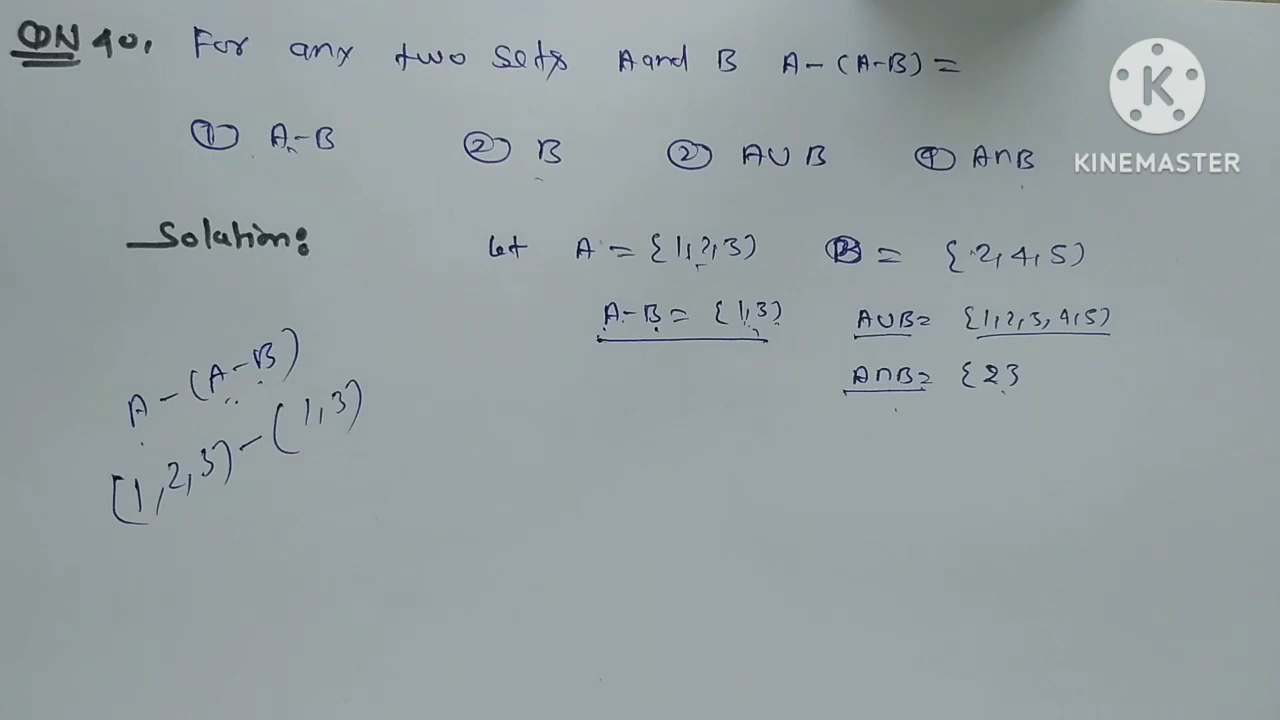 QN 40. For any two sets A and B A-(A-B) =
① A-B ② B ② A∪B ④ A∩B
KINEMASTER
Solution: Let A = {1,2,3} B = {2,4,5}
A-B = {1,3} A∪B = {1,2,3,4,5}
A∩B = {2}
A-(A-B)
{1,2,3}-(1,3)